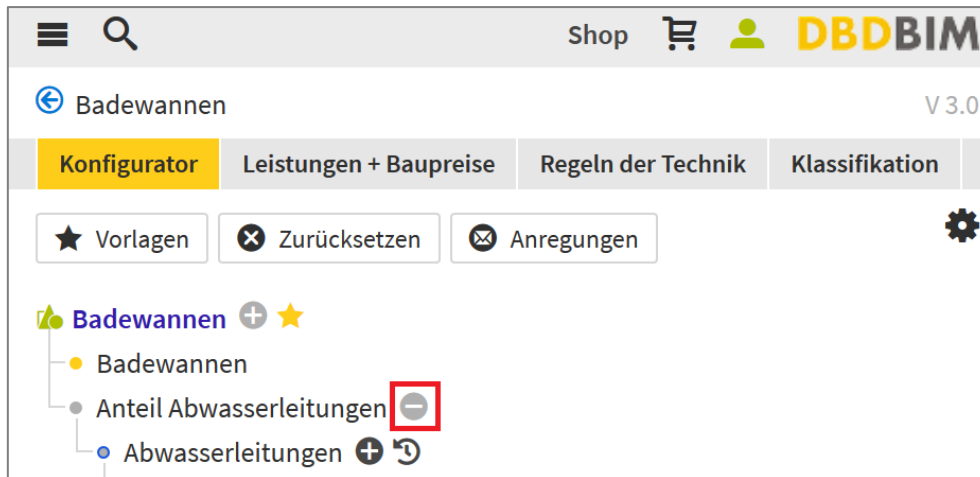 Shop DBDBIM
Badewannen V 3.0
Konfigurator Leistungen + Baupreise Regeln der Technik Klassifikation
Vorlagen Zurücksetzen Anregungen
Badewannen
Badewannen
Anteil Abwasserleitungen
Abwasserleitungen